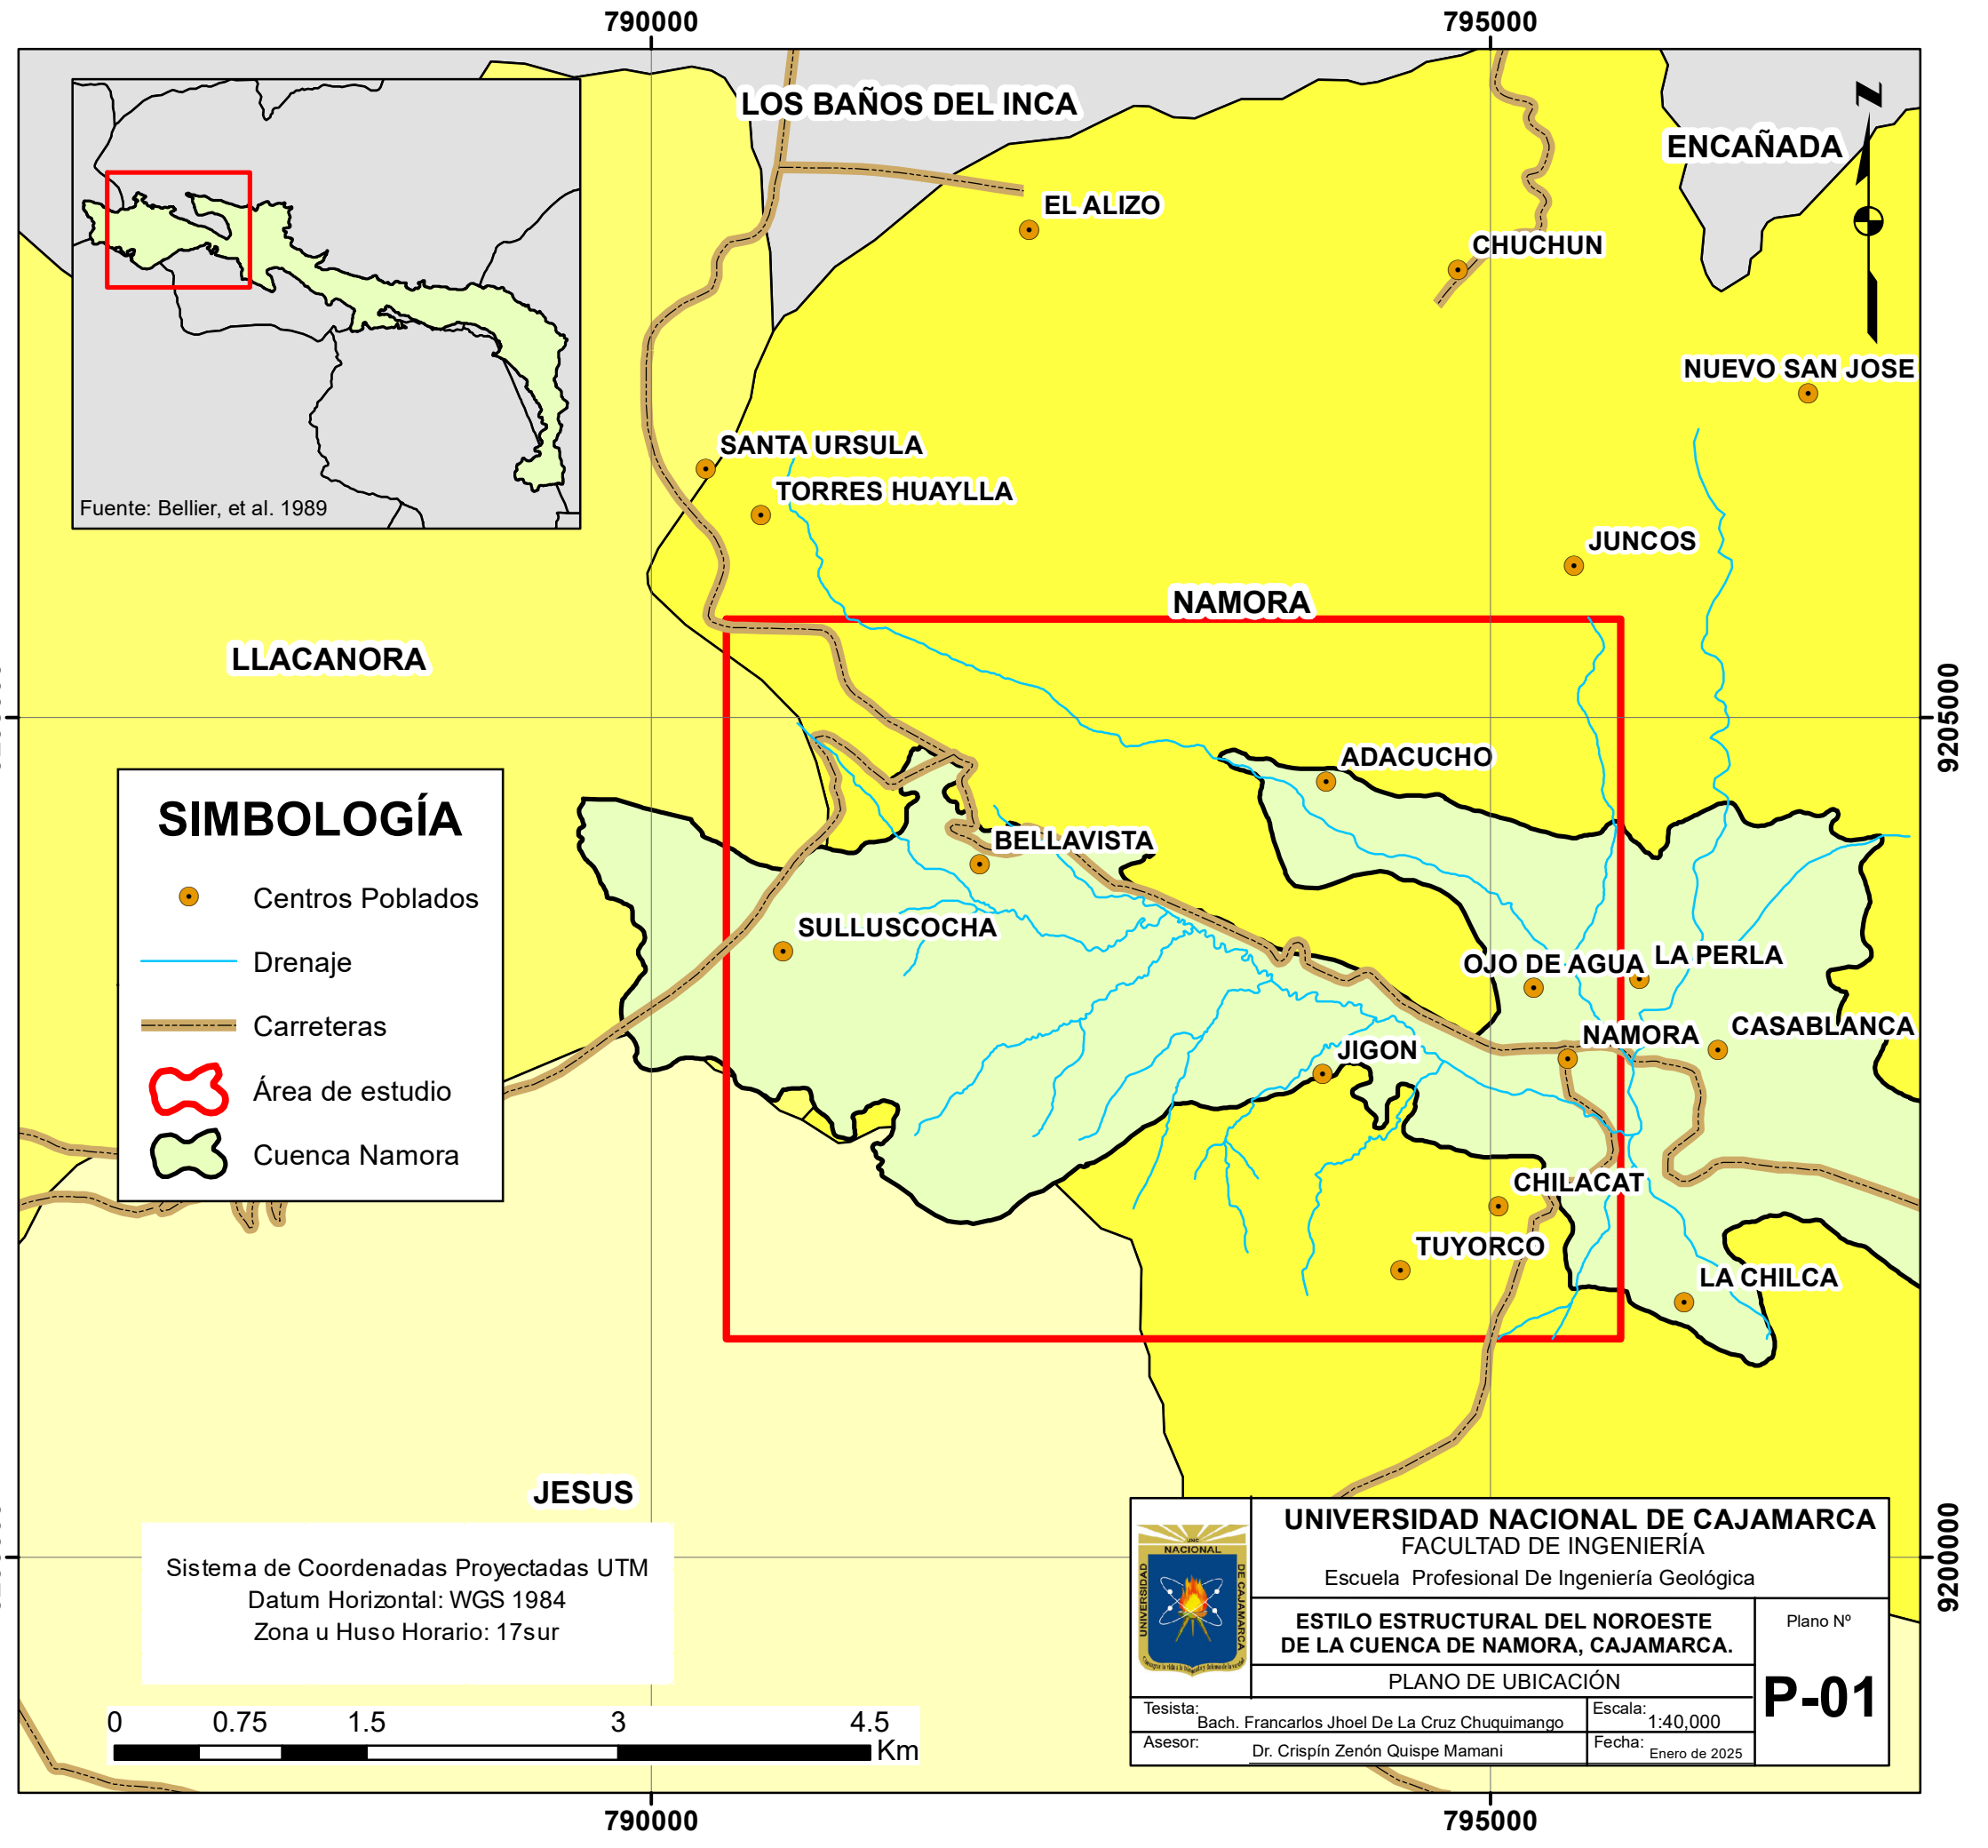 790000
795000
LOS BAÑOS DEL INCA
ENCAÑADA
Z
EL ALIZO
CHUCHUN
NUEVO SAN JOSE
SANTA URSULA
TORRES HUAYLLA
Fuente: Bellier, et al. 1989
JUNCOS
NAMORA
LLACANORA
9205000
ADACUCHO
BELLAVISTA
SULLUSCOCHA
OJO DE AGUA
LA PERLA
NAMORA
CASABLANCA
JIGON
CHILACAT
TUYORCO
LA CHILCA
SIMBOLOGÍA
Centros Poblados
Drenaje
Carreteras
Área de estudio
Cuenca Namora
JESUS
9200000
Sistema de Coordenadas Proyectadas UTM
Datum Horizontal: WGS 1984
Zona u Huso Horario: 17sur
0 0.75 1.5 3 4.5
Km
UNIVERSIDAD NACIONAL DE CAJAMARCA
FACULTAD DE INGENIERÍA
Escuela Profesional De Ingeniería Geológica
NACIONAL
UNIVERSIDAD
DE CAJAMARCA
ESTILO ESTRUCTURAL DEL NOROESTE
DE LA CUENCA DE NAMORA, CAJAMARCA.
PLANO DE UBICACIÓN
Plano Nº
P-01
Tesista:
Bach. Francarlos Jhoel De La Cruz Chuquimango
Escala:
1:40,000
Asesor:
Dr. Crispín Zenón Quispe Mamani
Fecha:
Enero de 2025
790000
795000